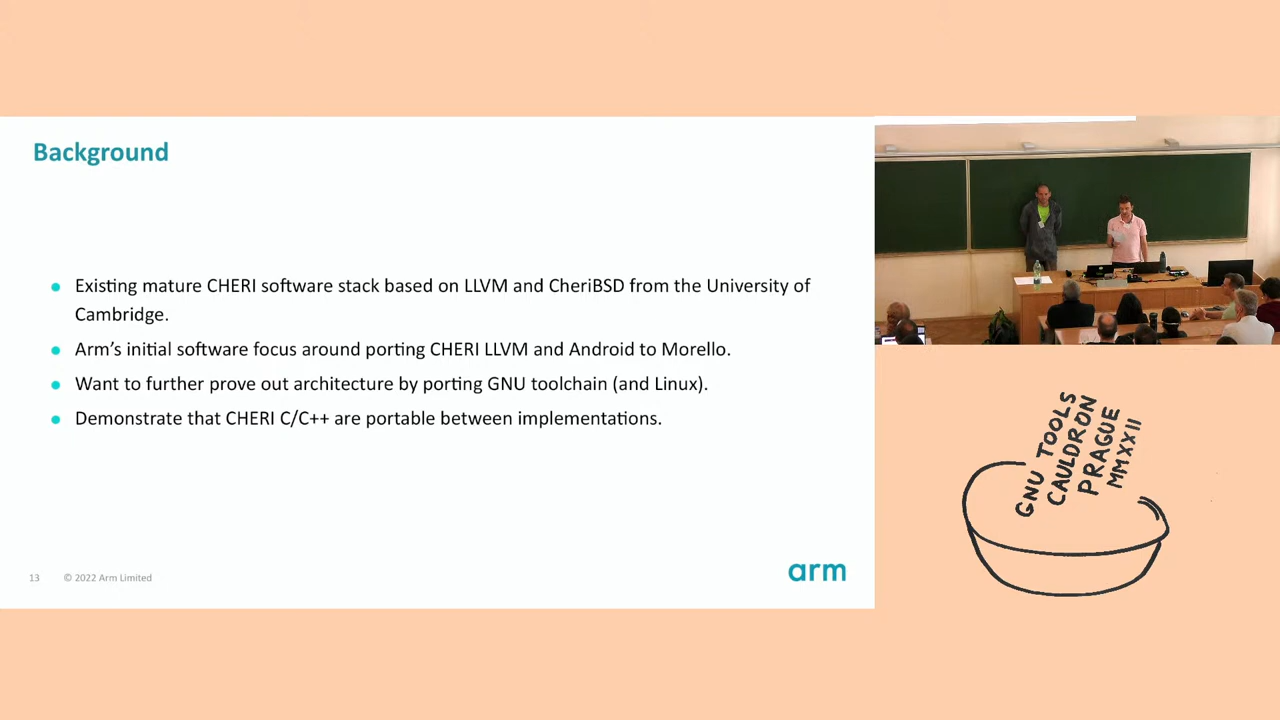 Background
Existing mature CHERI software stack based on LLVM and CheriBSD from the University of
Cambridge.
Arm's initial software focus around porting CHERI LLVM and Android to Morello.
Want to further prove out architecture by porting GNU toolchain (and Linux).
Demonstrate that CHERI C/C++ are portable between implementations.
13 © 2022 Arm Limited
arm
GNU TOOLS
CAULDRON
PRAGUE
MMXXII